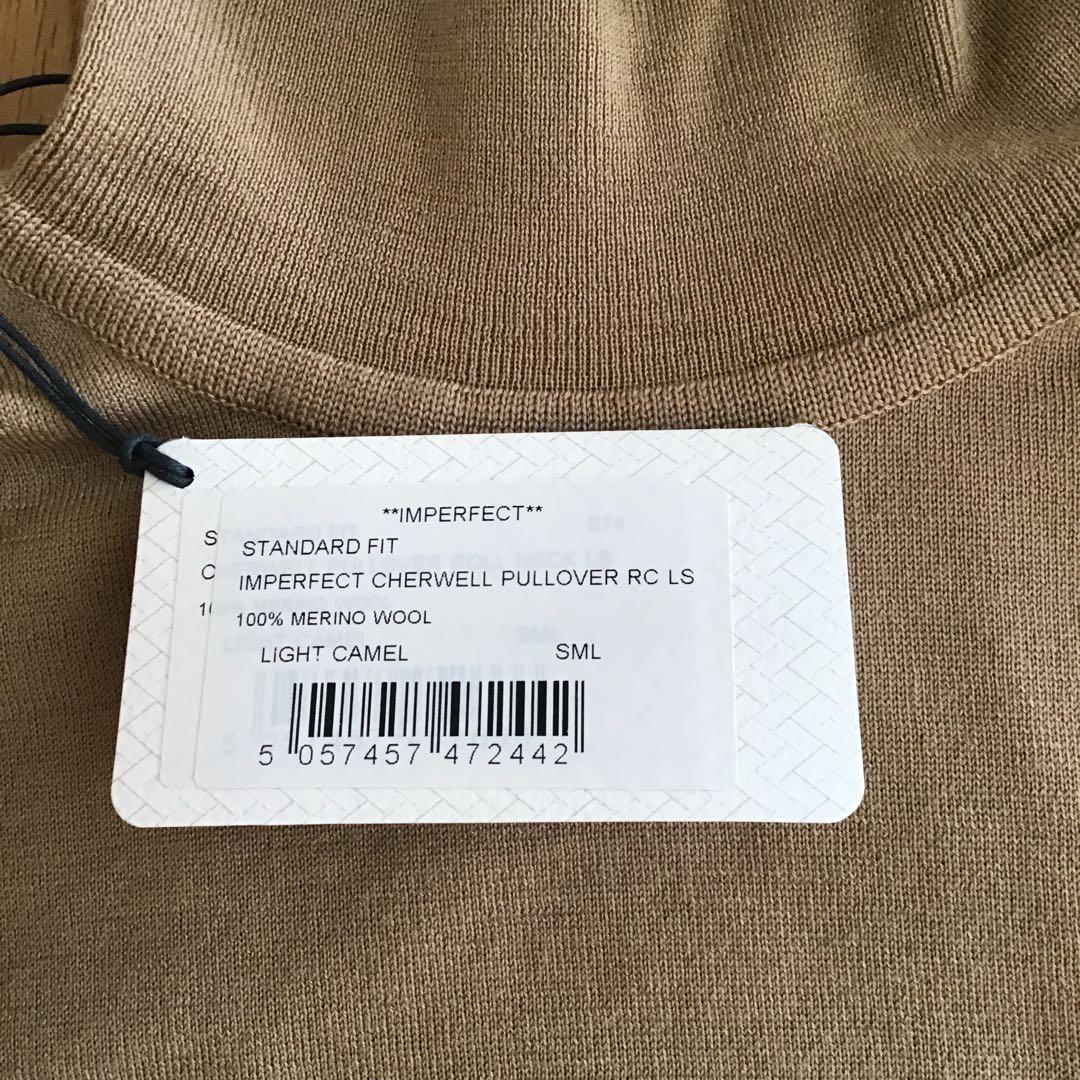 **IMPERFECT**
STANDARD FIT
IMPERFECT CHERWELL PULLOVER RC LS
100% MERINO WOOL
LIGHT CAMEL SML
5 057457 472442